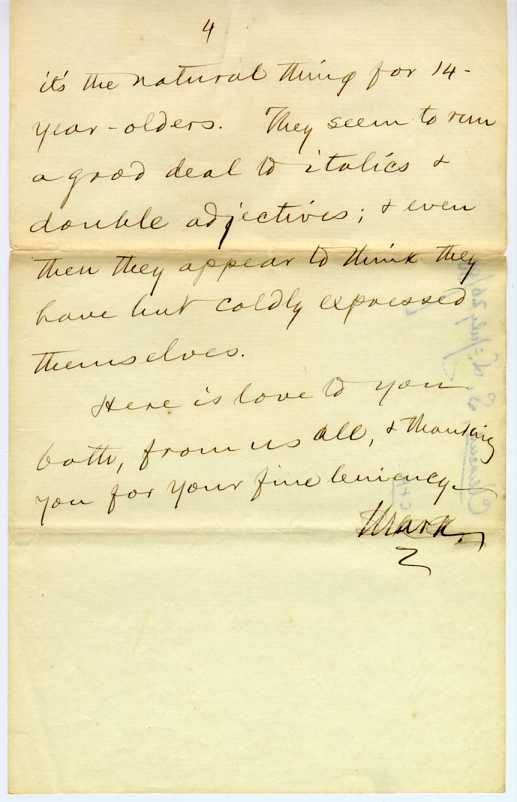 4
it's the natural thing for 14-
year-olders. They seem to run
a good deal to italics &
double adjectives; & even
then they appear to think they
have but coldly expressed
themselves.
Here is love to you
both, from us all, & thanking
you for your fine leniency.
Mark.